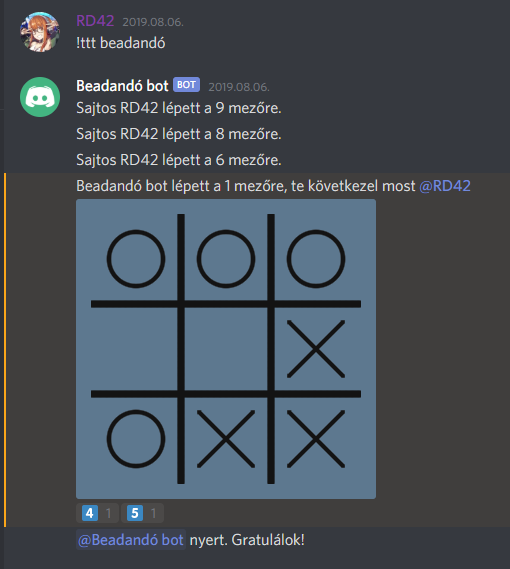 RD42 2019.08.06.
!ttt beadandó
Beadandó bot BOT 2019.08.06.
Sajtos RD42 lépett a 9 mezőre.
Sajtos RD42 lépett a 8 mezőre.
Sajtos RD42 lépett a 6 mezőre.
Beadandó bot lépett a 1 mezőre, te következel most @RD42
4 1 5 1
@Beadandó bot nyert. Gratulálok!